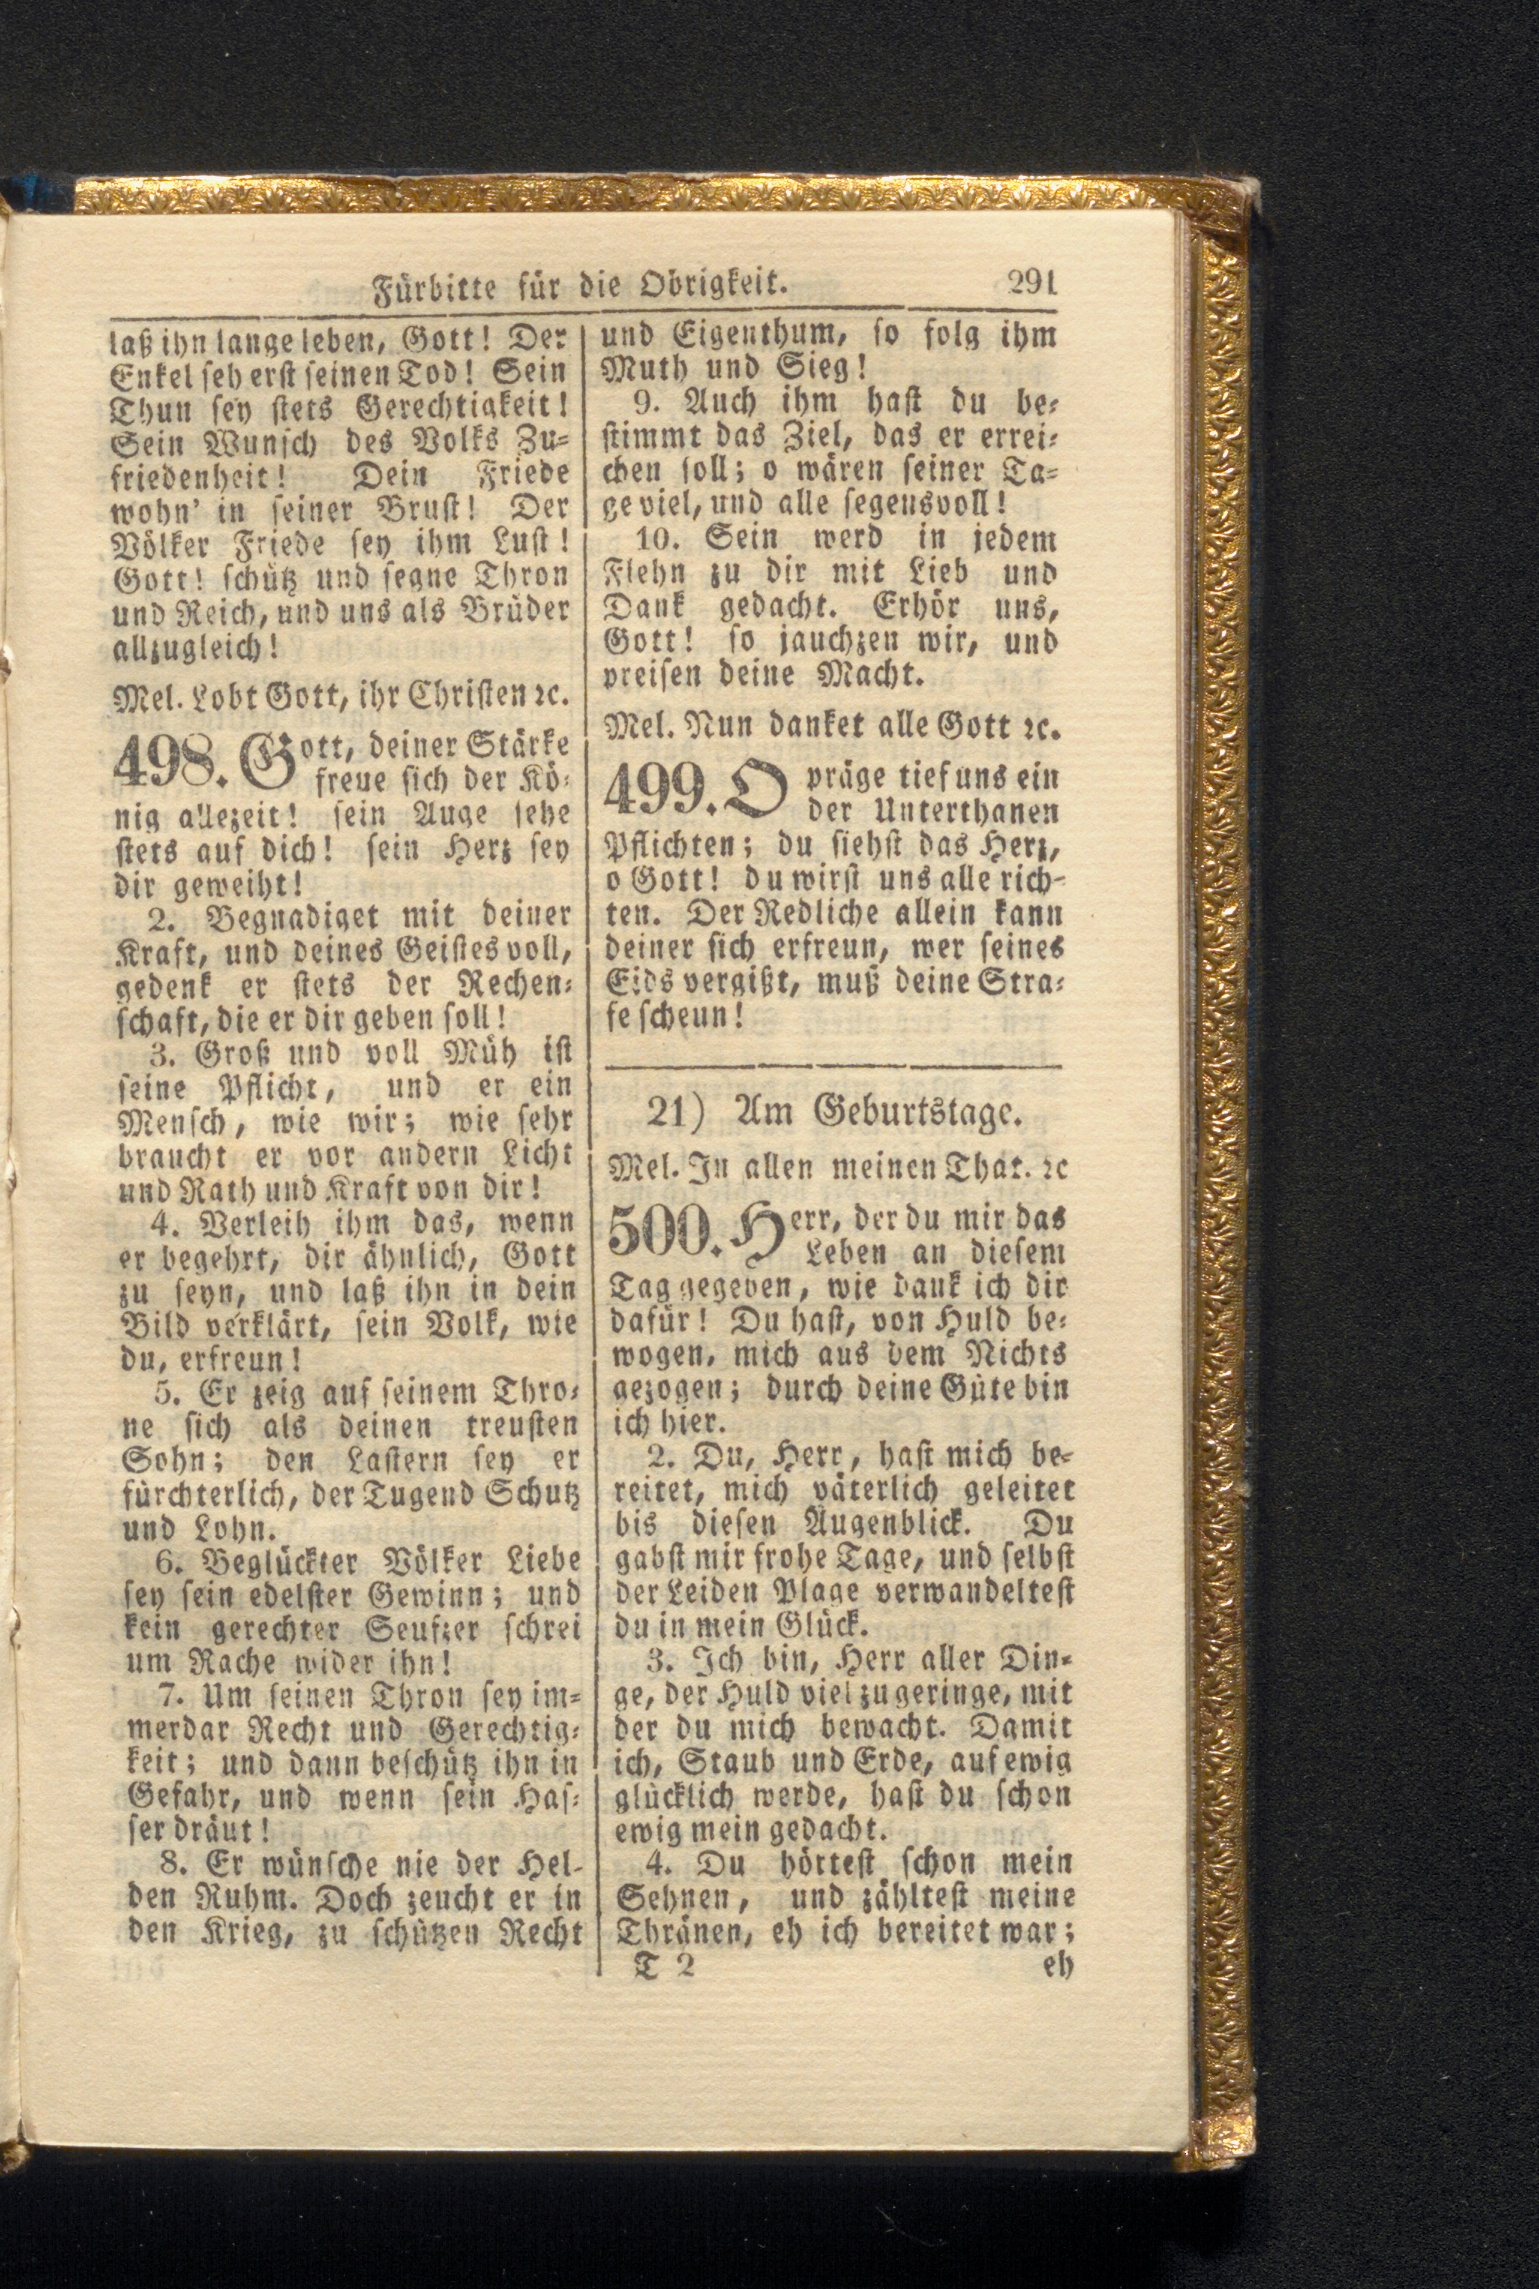 Fürbitte für die Obrigkeit. 291
laß ihn lange leben, Gott! Der
Enkel seh erst seinen Tod! Sein
Thun sey stets Gerechtigkeit!
Sein Wunsch des Volks Zu-
friedenheit! Dein Friede
wohn' in seiner Brust! Der
Völker Friede sey ihm Lust!
Gott! schütz und segne Thron
und Reich, und uns als Brüder
allzugleich!
Mel. Lobt Gott, ihr Christen ꝛc.
498. Gott, deiner Stärke
freue sich der Kö-
nig allezeit! sein Auge sehe
stets auf dich! sein Herz sey
dir geweiht!
2. Begnadiget mit deiner
Kraft, und deines Geistes voll,
gedenk er stets der Rechen-
schaft, die er dir geben soll!
3. Groß und voll Müh ist
seine Pflicht, und er ein
Mensch, wie wir; wie sehr
braucht er vor andern Licht
und Rath und Kraft von dir!
4. Verleih ihm das, wenn
er begehrt, dir ähnlich, Gott
zu seyn, und laß ihn in dein
Bild verklärt, sein Volk, wie
du, erfreun!
5. Er zeig auf seinem Thro-
ne sich als deinen treusten
Sohn; den Lastern sey er
fürchterlich, der Tugend Schutz
und Lohn.
6. Beglückter Völker Liebe
sey sein edelster Gewinn; und
kein gerechter Seufzer schrei
um Rache wider ihn!
7. Um seinen Thron sey im-
merdar Recht und Gerechtig-
keit; und dann beschütz ihn in
Gefahr, und wenn sein Has-
ser dräut!
8. Er wünsche nie der Hel-
den Ruhm. Doch zeucht er in
den Krieg, zu schützen Recht
und Eigenthum, so folg ihm
Muth und Sieg!
9. Auch ihm hast du be-
stimmt das Ziel, das er errei-
chen soll; o wären seiner Ta-
ge viel, und alle segensvoll!
10. Sein werd in jedem
Flehn zu dir mit Lieb und
Dank gedacht. Erhör uns,
Gott! so jauchzen wir, und
preisen deine Macht.
Mel. Nun danket alle Gott ꝛc.
499. O präge tief uns ein
der Unterthanen
Pflichten; du siehst das Herz,
o Gott! du wirst uns alle rich-
ten. Der Redliche allein kann
deiner sich erfreun, wer seines
Eids vergißt, muß deine Stra-
fe scheun!
21) Am Geburtstage.
Mel. In allen meinen That. ꝛc
500. Herr, der du mir das
Leben an diesem
Tag gegeben, wie dank ich dir
dafür! Du hast, von Huld be-
wogen, mich aus dem Nichts
gezogen; durch deine Güte bin
ich hier.
2. Du, Herr, hast mich be-
reitet, mich väterlich geleitet
bis diesen Augenblick. Du
gabst mir frohe Tage, und selbst
der Leiden Plage verwandeltest
du in mein Glück.
3. Ich bin, Herr aller Din-
ge, der Huld viel zu geringe, mit
der du mich bewacht. Damit
ich, Staub und Erde, auf ewig
glücklich werde, hast du schon
ewig mein gedacht.
4. Du hörtest schon mein
Sehnen, und zähltest meine
Thränen, eh ich bereitet war;
T 2 eh